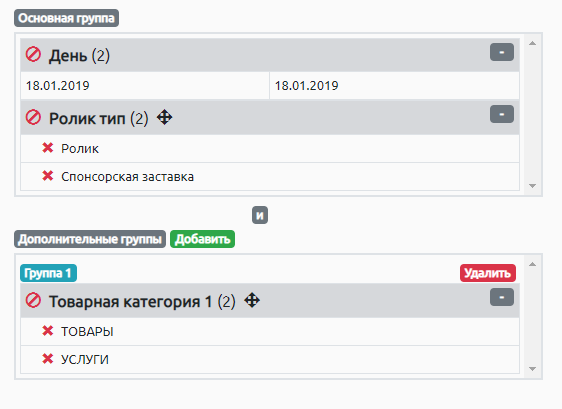 Основная группа
День (2)
-
18.01.2019 18.01.2019
Ролик тип (2)
-
Ролик
Спонсорская заставка
и
Дополнительные группы Добавить
Группа 1 Удалить
Товарная категория 1 (2)
-
ТОВАРЫ
УСЛУГИ